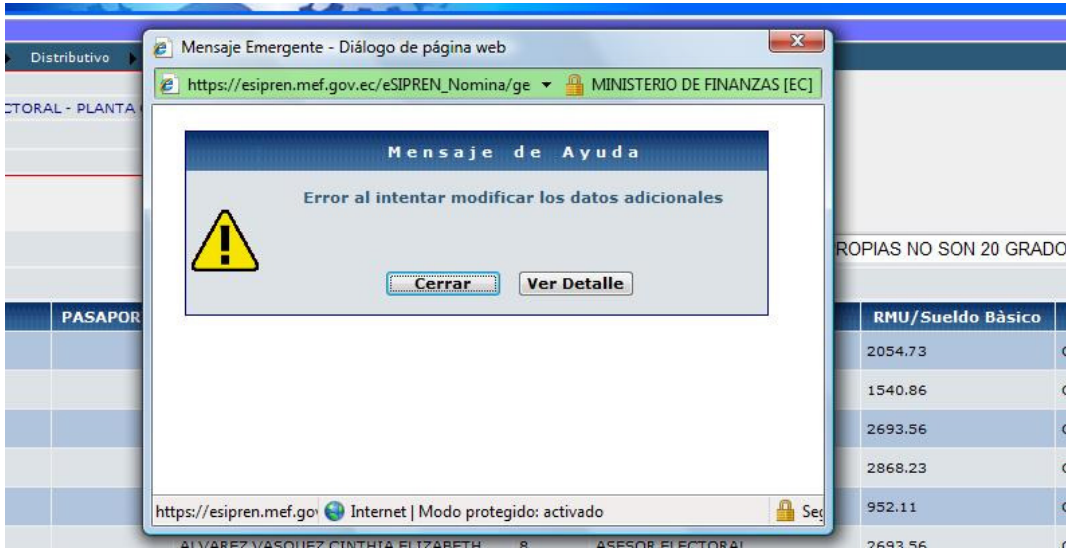 Distributivo
Mensaje Emergente - Diálogo de página web
https://esipren.mef.gov.ec/eSIPREN_Nomina/ge
MINISTERIO DE FINANZAS [EC]
CTORAL - PLANTA
Mensaje de Ayuda
Error al intentar modificar los datos adicionales
ROPIAS NO SON 20 GRADO
Cerrar
Ver Detalle
PASAPOR
RMU/Sueldo Bàsico
2054.73
1540.86
2693.56
2868.23
952.11
https://esipren.mef.go
Internet | Modo protegido: activado
Seg
ALVAREZ VASQUEZ CINTHIA ELIZABETH 8 ASESOR ELECTORAL 2693.56